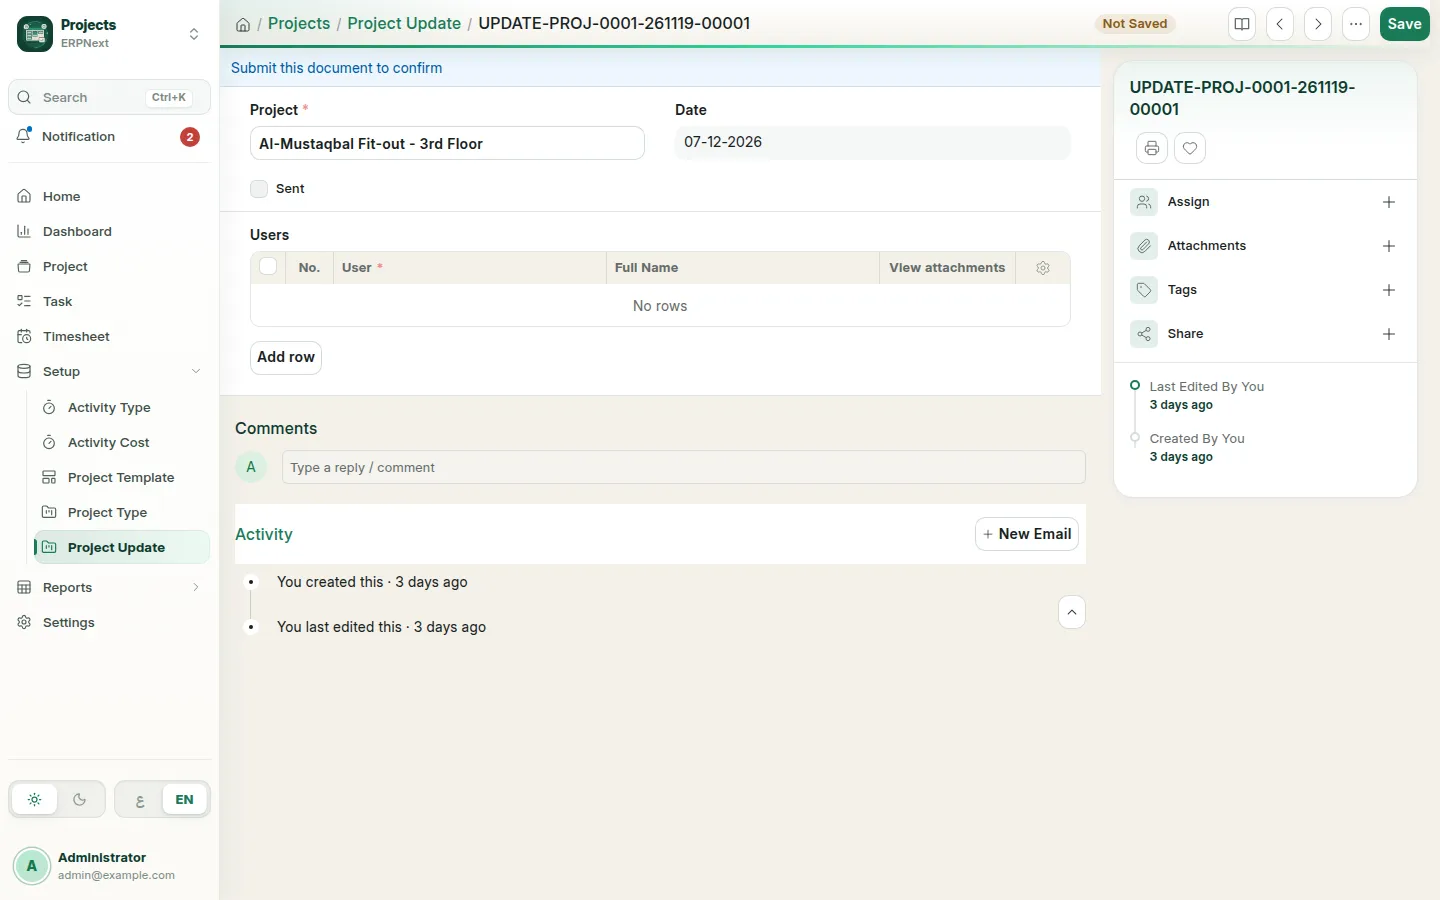 Projects
ERPNext
Search
Ctrl+K
Notification
2
Home
Dashboard
Project
Task
Timesheet
Setup
Activity Type
Activity Cost
Project Template
Project Type
Project Update
Reports
Settings
ع
EN
A
Administrator
admin@example.com
/ Projects / Project Update / UPDATE-PROJ-0001-261119-00001
Not Saved
Save
Submit this document to confirm
Project *
Al-Mustaqbal Fit-out - 3rd Floor
Date
07-12-2026
Sent
Users
No.
User *
Full Name
View attachments
No rows
Add row
Comments
A
Type a reply / comment
Activity
New Email
You created this · 3 days ago
You last edited this · 3 days ago
UPDATE-PROJ-0001-261119-
00001
Assign
Attachments
Tags
Share
Last Edited By You
3 days ago
Created By You
3 days ago